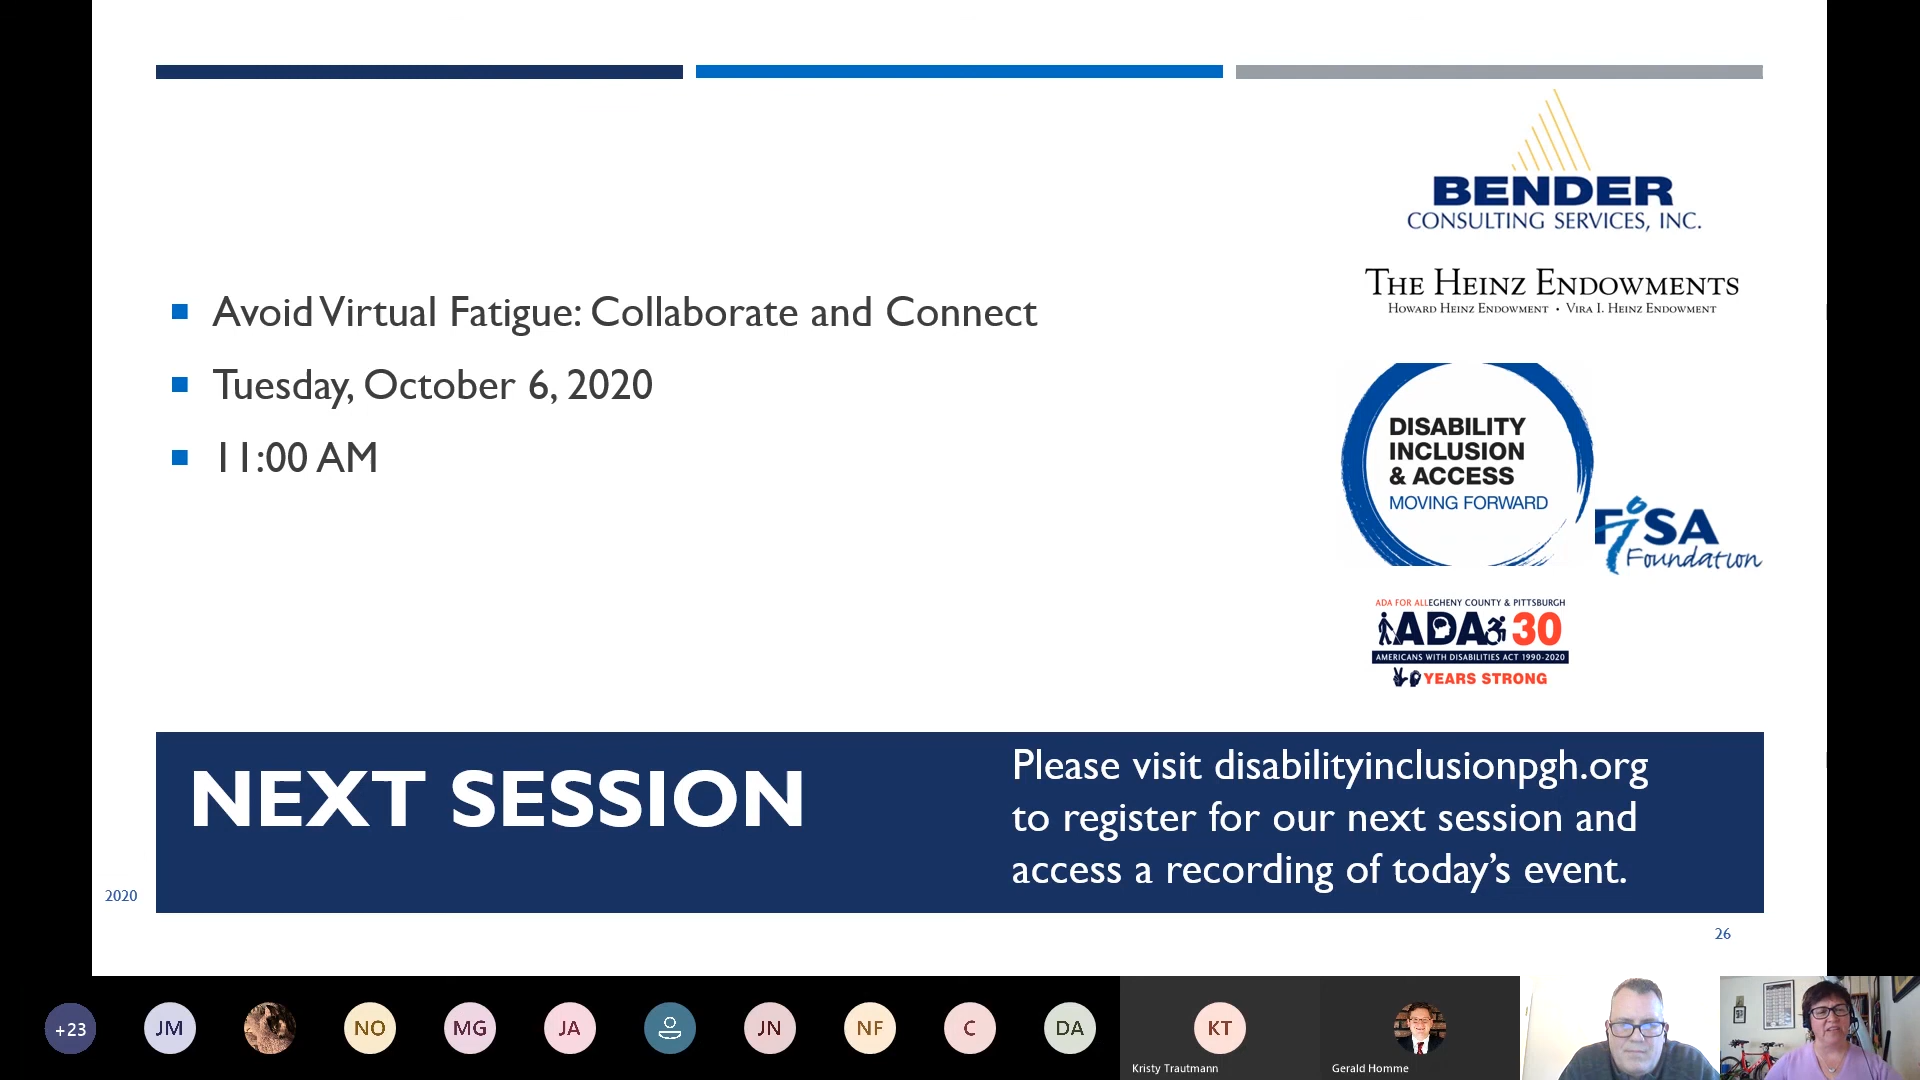 BENDER
CONSULTING SERVICES, INC.
THE HEINZ ENDOWMENTS
HOWARD HEINZ ENDOWMENT • VIRA I. HEINZ ENDOWMENT
Avoid Virtual Fatigue: Collaborate and Connect
Tuesday, October 6, 2020
11:00 AM
DISABILITY
INCLUSION
& ACCESS
MOVING FORWARD
FISA
Foundation
ADA FOR ALLEGHENY COUNTY & PITTSBURGH
ADA 30
AMERICANS WITH DISABILITIES ACT 1990-2020
YEARS STRONG
NEXT SESSION
Please visit disabilityinclusionpgh.org
to register for our next session and
access a recording of today’s event.
2020
26
+23
JM
NO
MG
JA
JN
NF
C
DA
KT
Kristy Trautmann
Gerald Homme